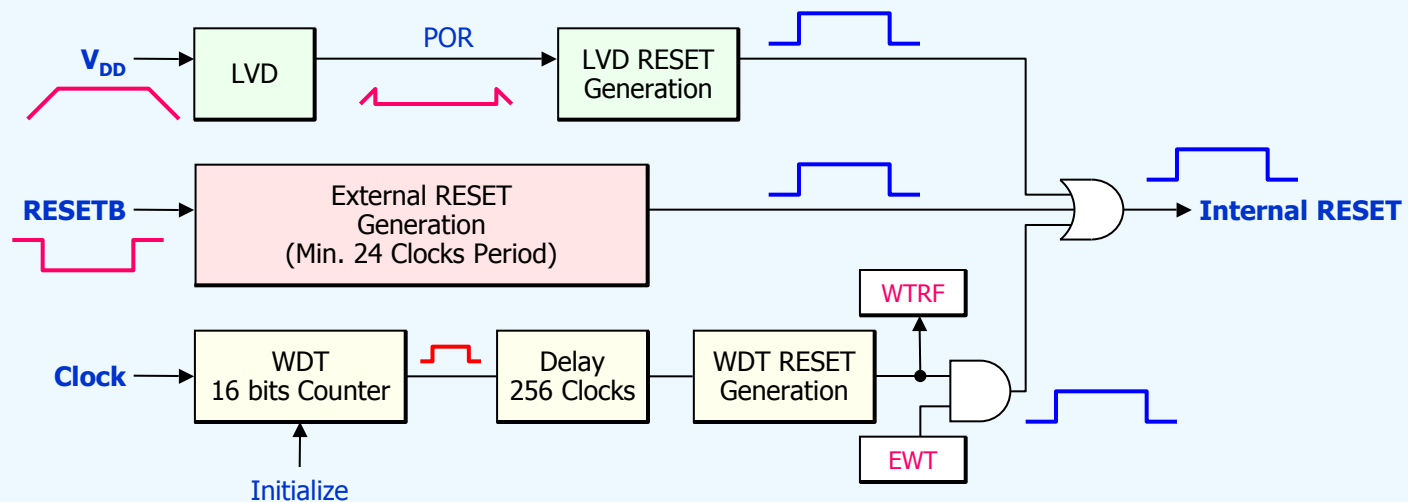 POR
V_DD
LVD
LVD RESET
Generation
External RESET
Generation
(Min. 24 Clocks Period)
RESETB
Internal RESET
WTRF
Clock
WDT
16 bits Counter
Delay
256 Clocks
WDT RESET
Generation
EWT
Initialize